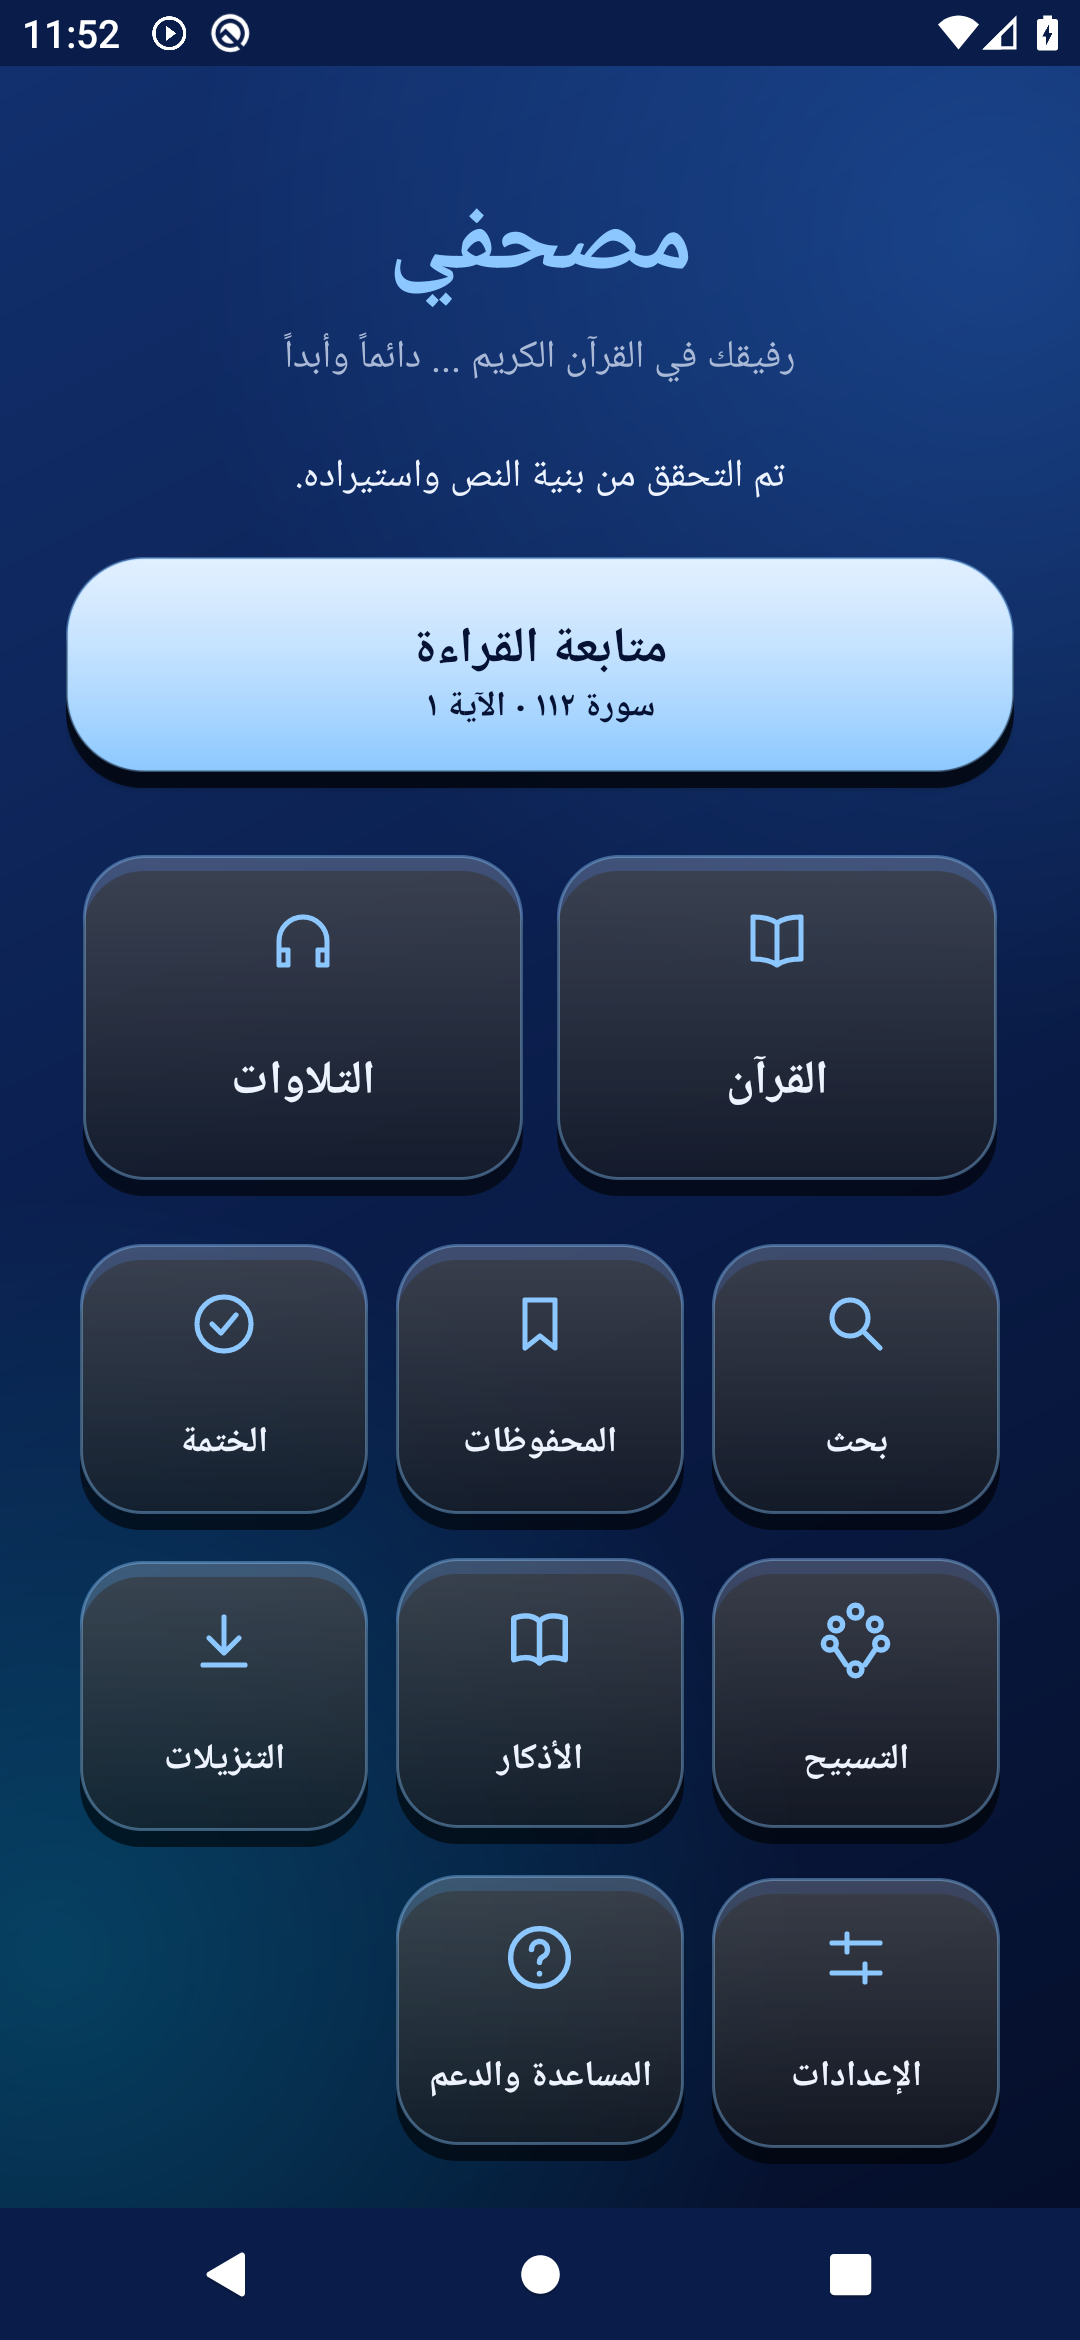 11:52
مصحفي
رفيقك في القرآن الكريم ... دائماً وأبداً
تم التحقق من بنية النص واستيراده.
متابعة القراءة
سورة ١١٢ • الآية ١
القرآن
التلاوات
بحث
المحفوظات
الختمة
التسبيح
الأذكار
التنزيلات
الإعدادات
المساعدة والدعم